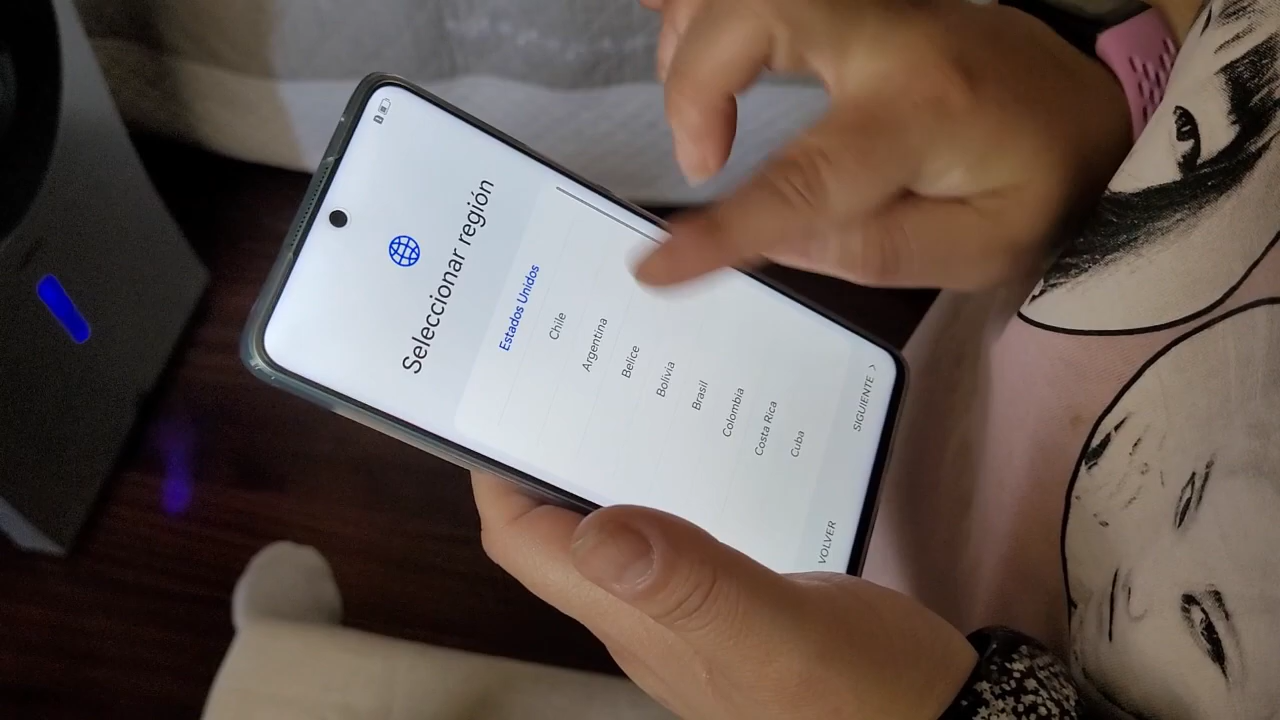 Seleccionar región
Estados Unidos
Chile
Argentina
Belice
Bolivia
Brasil
Colombia
Costa Rica
Cuba
VOLVER
SIGUIENTE >